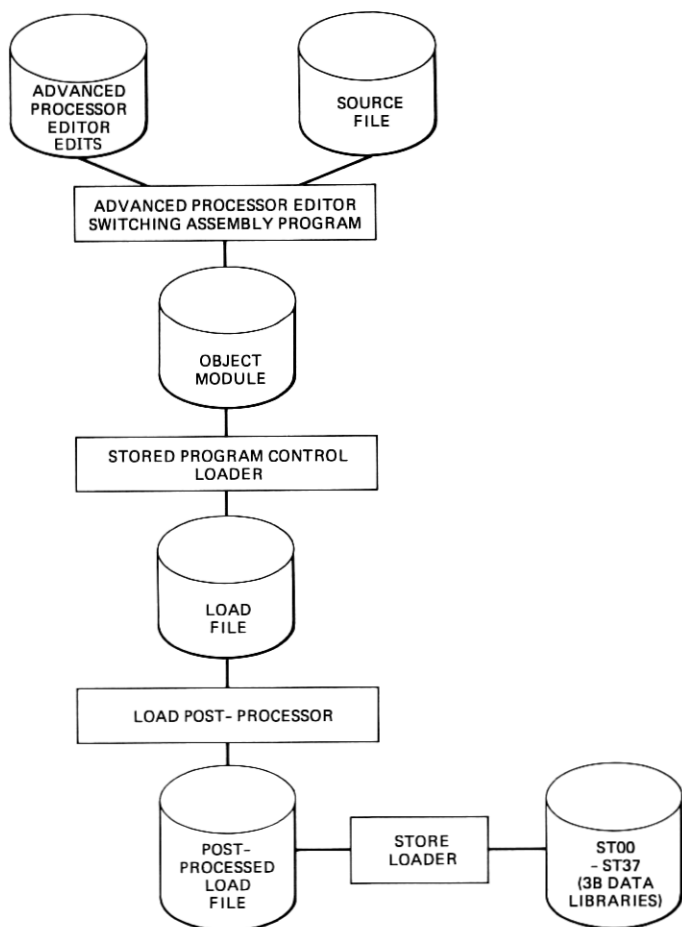 ADVANCED
PROCESSOR
EDITOR
EDITS
SOURCE
FILE
ADVANCED PROCESSOR EDITOR
SWITCHING ASSEMBLY PROGRAM
OBJECT
MODULE
STORED PROGRAM CONTROL
LOADER
LOAD
FILE
LOAD POST- PROCESSOR
POST-
PROCESSED
LOAD
FILE
STORE
LOADER
ST00
- ST37
(3B DATA
LIBRARIES)